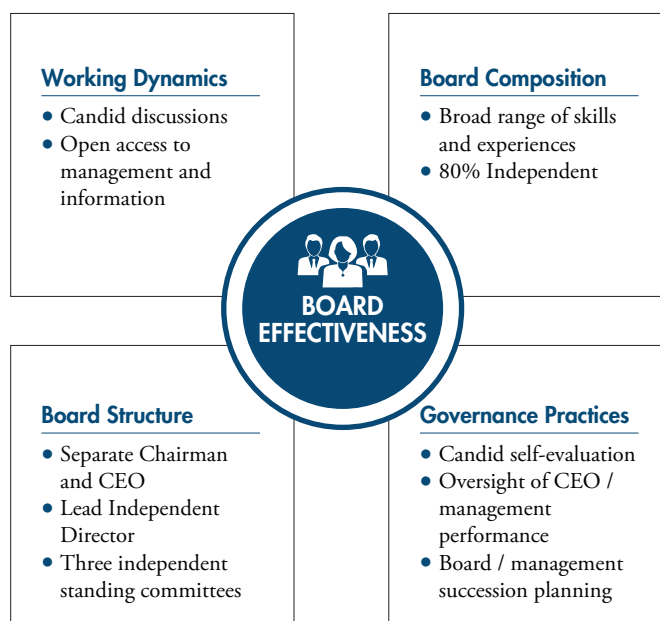 Working Dynamics
• Candid discussions
• Open access to
management and
information
Board Composition
• Broad range of skills
and experiences
• 80% Independent
BOARD
EFFECTIVENESS
Board Structure
• Separate Chairman
and CEO
• Lead Independent
Director
• Three independent
standing committees
Governance Practices
• Candid self-evaluation
• Oversight of CEO /
management
performance
• Board / management
succession planning